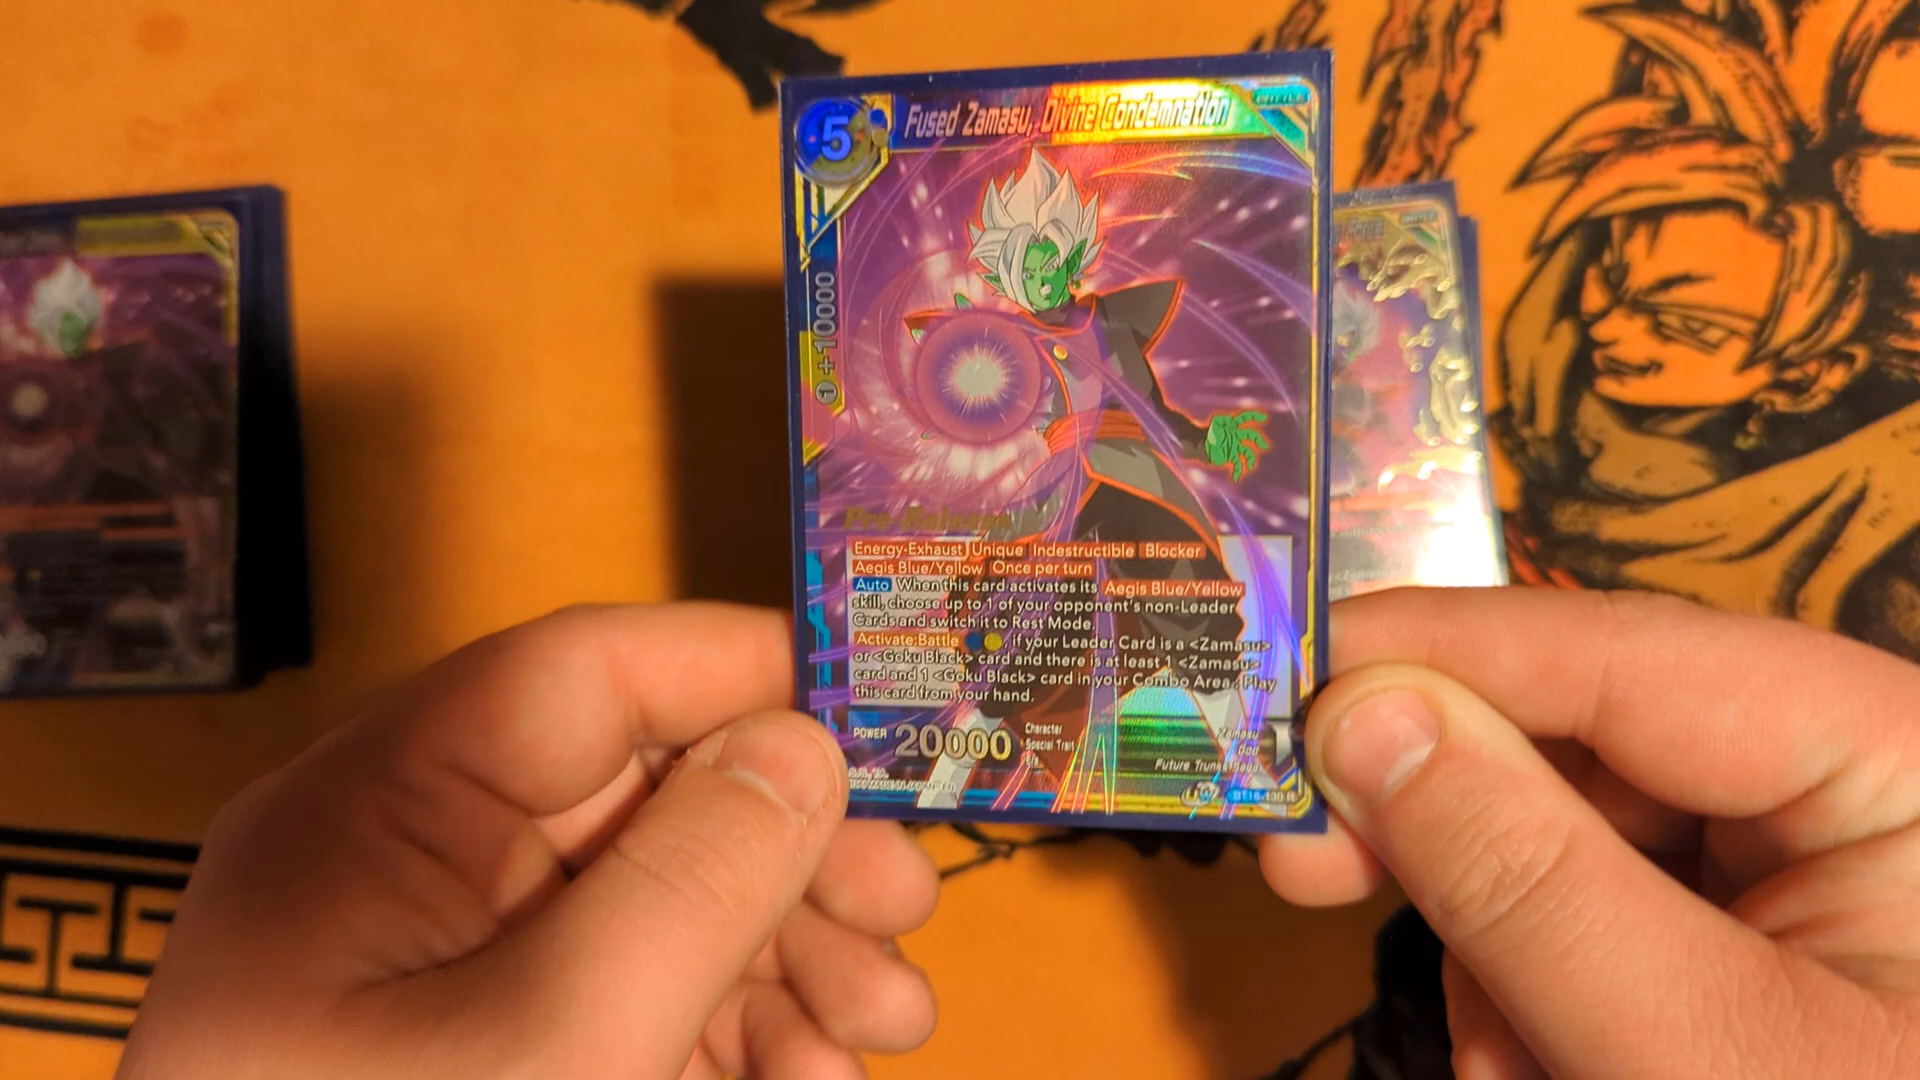 5
Fused Zamasu, Divine Condemnation
BATTLE
1 +10000
Pre-Release
Energy-Exhaust Unique Indestructible Blocker
Aegis Blue/Yellow Once per turn
Auto When this card activates its Aegis Blue/Yellow
skill, choose up to 1 of your opponent's non-Leader
Cards and switch it to Rest Mode.
Activate:Battle , if your Leader Card is a <Zamasu>
or <Goku Black> card and there is at least 1 <Zamasu>
card and 1 <Goku Black> card in your Combo Area : Play
this card from your hand.
POWER 20000
Character Zamasu
Special Trait God
Future Trunks Saga